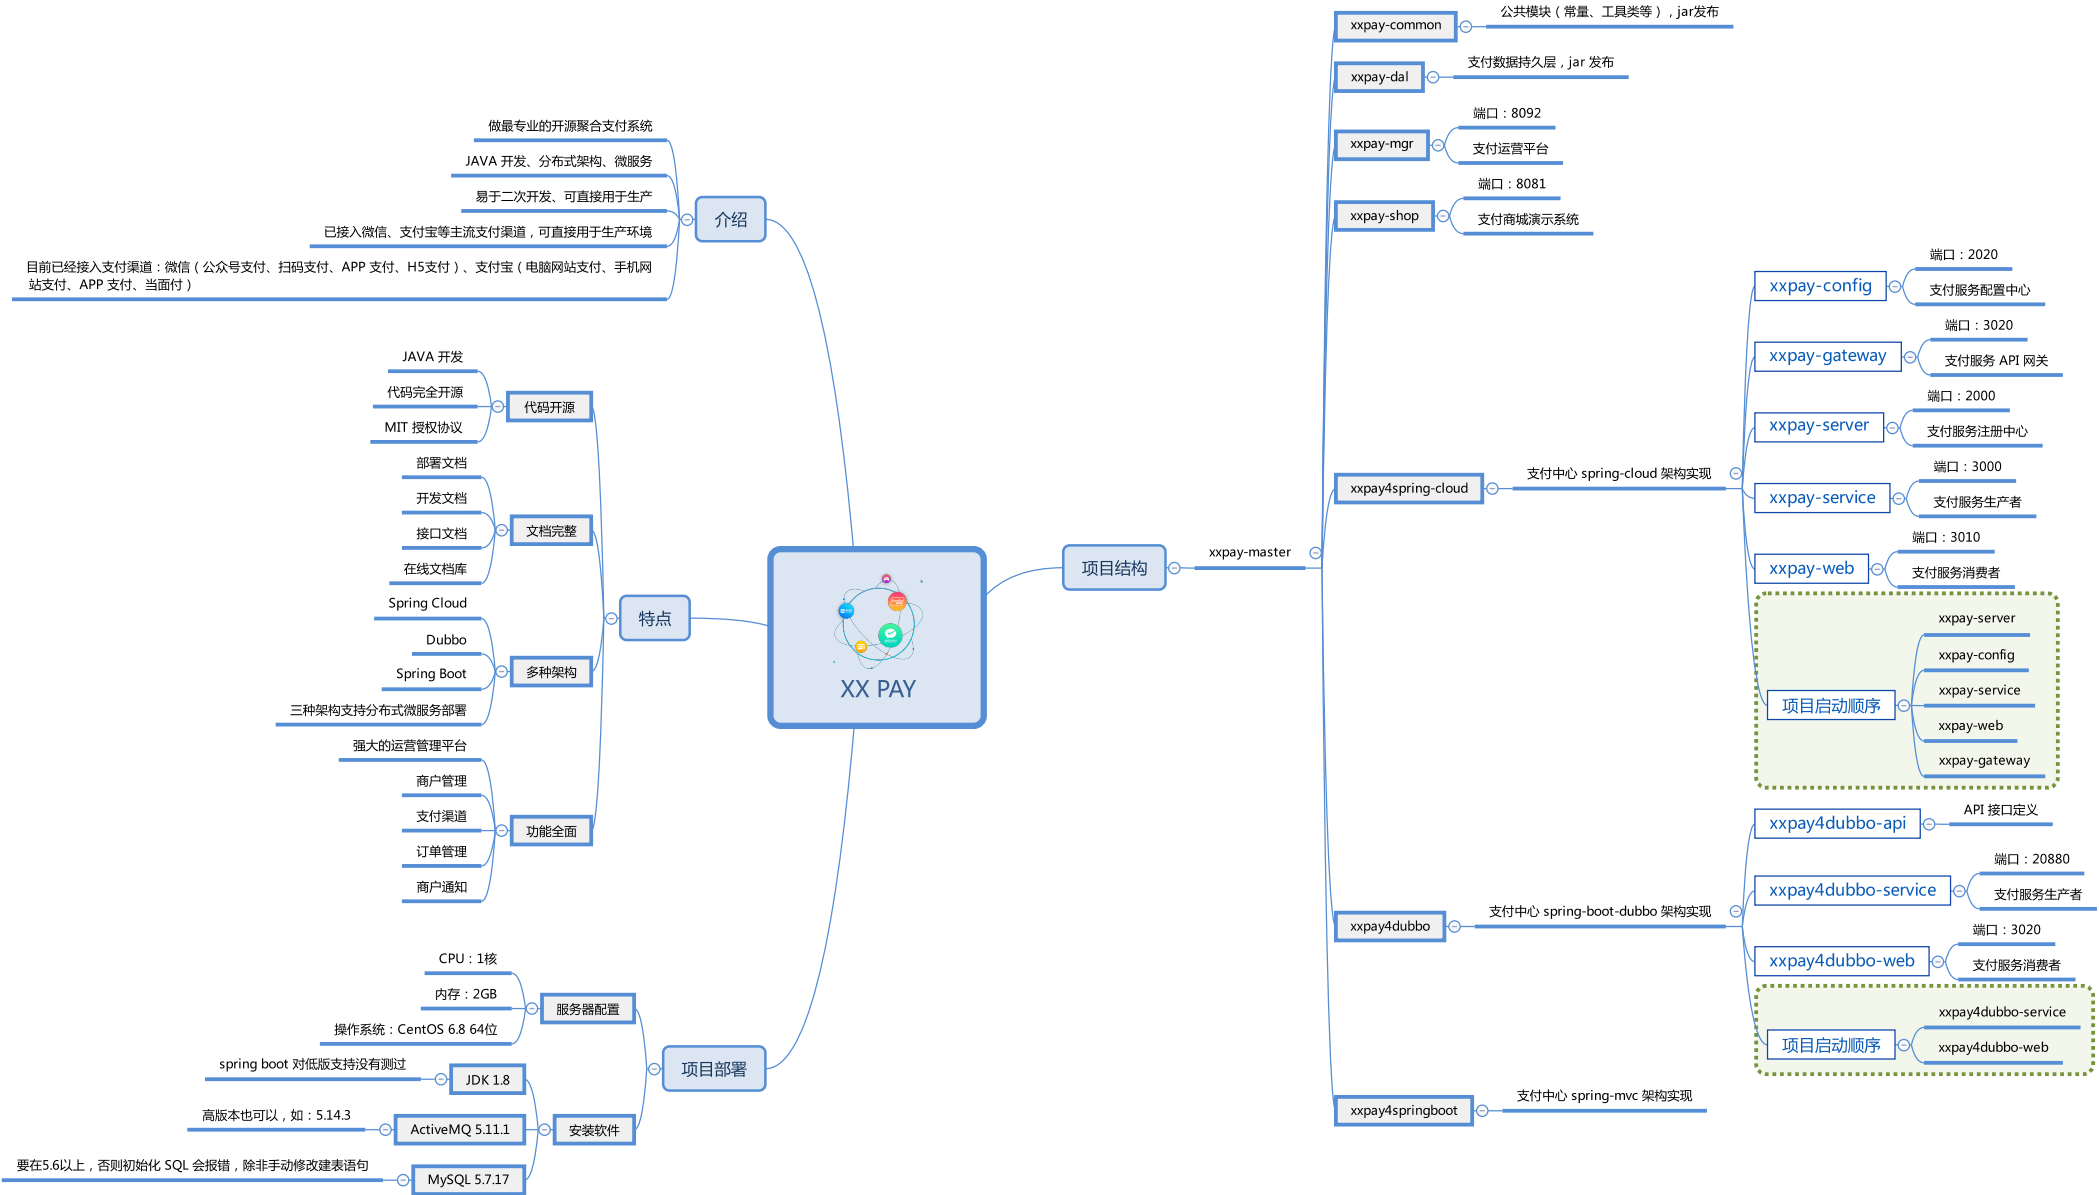 XX PAY
介绍
做最专业的开源聚合支付系统
JAVA 开发、分布式架构、微服务
易于二次开发、可直接用于生产
已接入微信、支付宝等主流支付渠道，可直接用于生产环境
目前已经接入支付渠道：微信（公众号支付、扫码支付、APP 支付、H5支付）、支付宝（电脑网站支付、手机网
站支付、APP 支付、当面付）
特点
代码开源
JAVA 开发
代码完全开源
MIT 授权协议
文档完整
部署文档
开发文档
接口文档
在线文档库
多种架构
Spring Cloud
Dubbo
Spring Boot
三种架构支持分布式微服务部署
功能全面
强大的运营管理平台
商户管理
支付渠道
订单管理
商户通知
项目部署
服务器配置
CPU：1核
内存：2GB
操作系统：CentOS 6.8 64位
安装软件
JDK 1.8
spring boot 对低版支持没有测过
ActiveMQ 5.11.1
高版本也可以，如：5.14.3
MySQL 5.7.17
要在5.6以上，否则初始化 SQL 会报错，除非手动修改建表语句
项目结构
xxpay-master
xxpay-common
公共模块（常量、工具类等），jar发布
xxpay-dal
支付数据持久层，jar 发布
xxpay-mgr
端口：8092
支付运营平台
xxpay-shop
端口：8081
支付商城演示系统
xxpay4spring-cloud
支付中心 spring-cloud 架构实现
xxpay-config
端口：2020
支付服务配置中心
xxpay-gateway
端口：3020
支付服务 API 网关
xxpay-server
端口：2000
支付服务注册中心
xxpay-service
端口：3000
支付服务生产者
xxpay-web
端口：3010
支付服务消费者
项目启动顺序
xxpay-server
xxpay-config
xxpay-service
xxpay-web
xxpay-gateway
xxpay4dubbo
支付中心 spring-boot-dubbo 架构实现
xxpay4dubbo-api
API 接口定义
xxpay4dubbo-service
端口：20880
支付服务生产者
xxpay4dubbo-web
端口：3020
支付服务消费者
项目启动顺序
xxpay4dubbo-service
xxpay4dubbo-web
xxpay4springboot
支付中心 spring-mvc 架构实现